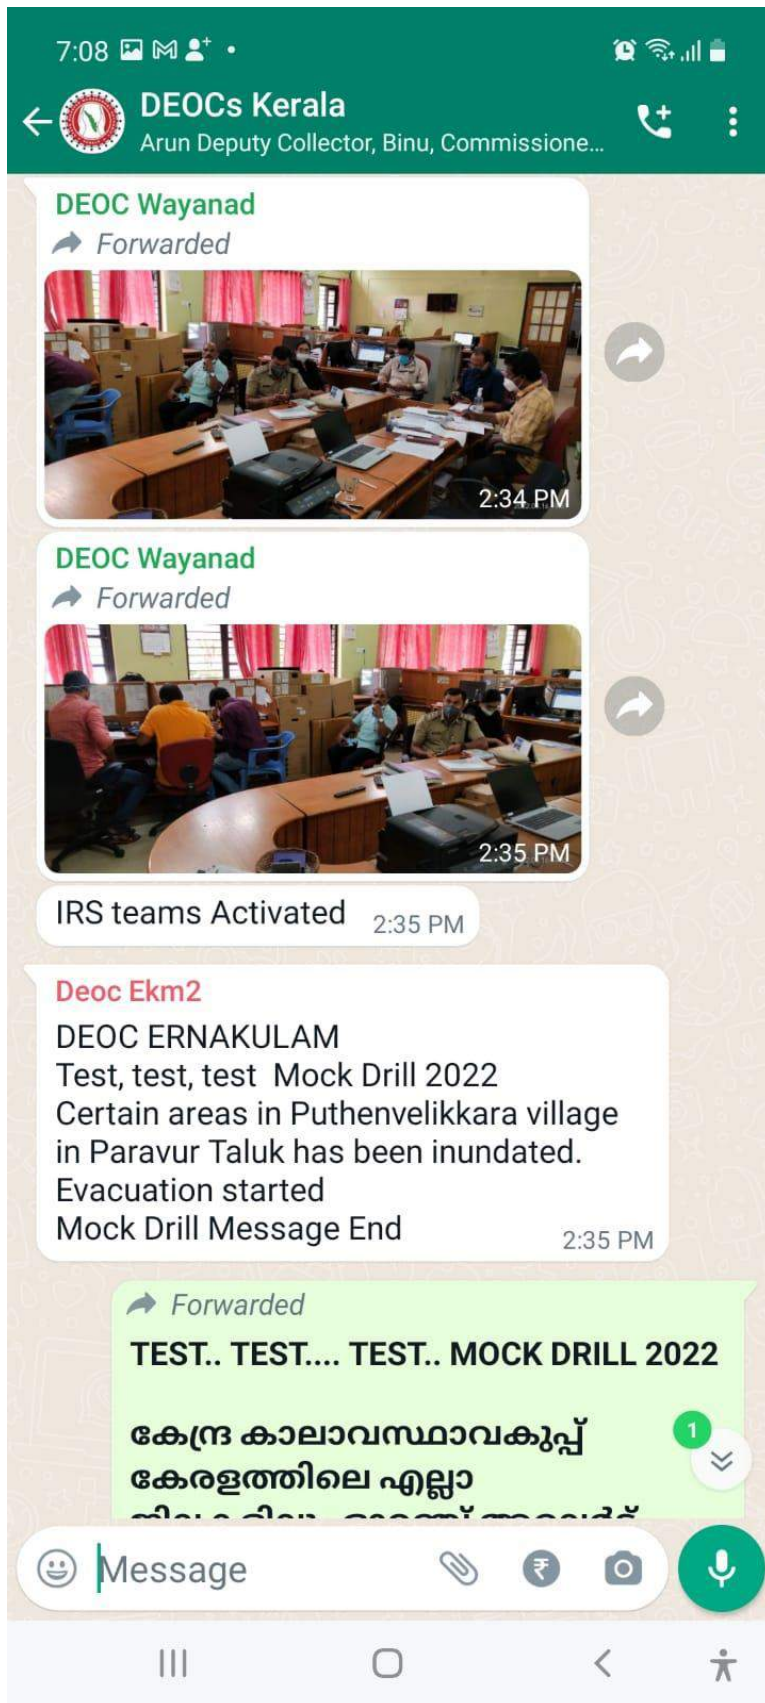 7:08
DEOCs Kerala
Arun Deputy Collector, Binu, Commissione...
DEOC Wayanad
Forwarded
2:34 PM
DEOC Wayanad
Forwarded
2:35 PM
IRS teams Activated 2:35 PM
Deoc Ekm2
DEOC ERNAKULAM
Test, test, test Mock Drill 2022
Certain areas in Puthenvelikkara village
in Paravur Taluk has been inundated.
Evacuation started
Mock Drill Message End 2:35 PM
Forwarded
TEST.. TEST.... TEST.. MOCK DRILL 2022
കേന്ദ്ര കാലാവസ്ഥാവകുപ്പ്
1
കേരളത്തിലെ എല്ലാ
Message